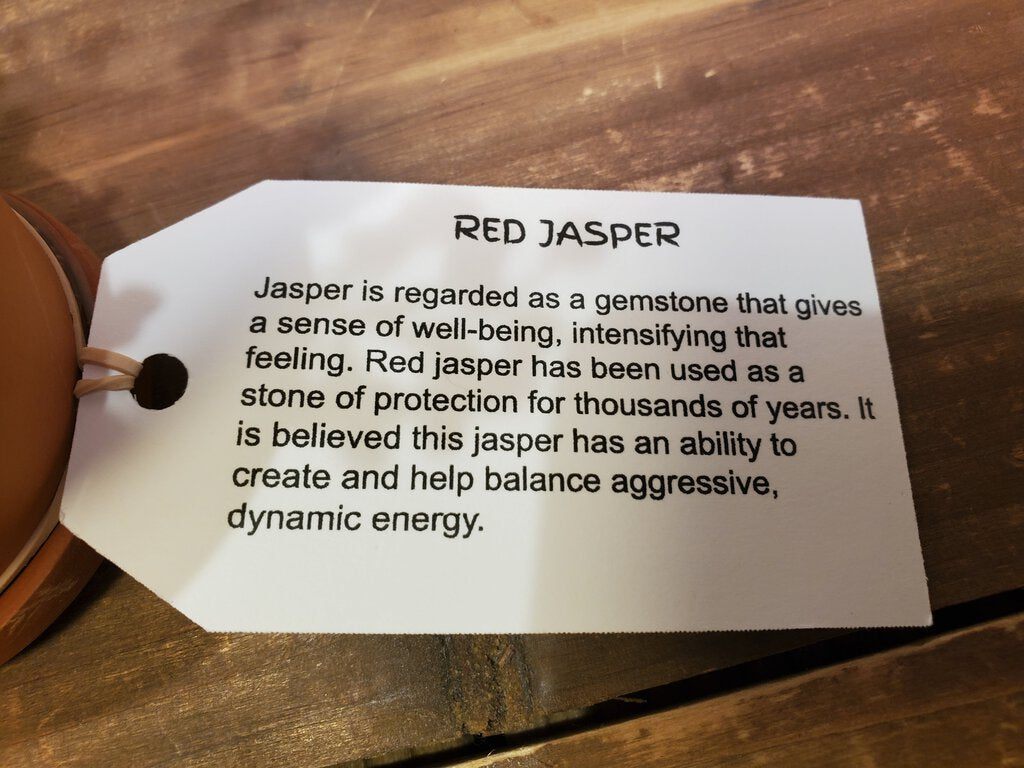 RED JASPER
Jasper is regarded as a gemstone that gives
a sense of well-being, intensifying that
feeling. Red jasper has been used as a
stone of protection for thousands of years. It
is believed this jasper has an ability to
create and help balance aggressive,
dynamic energy.